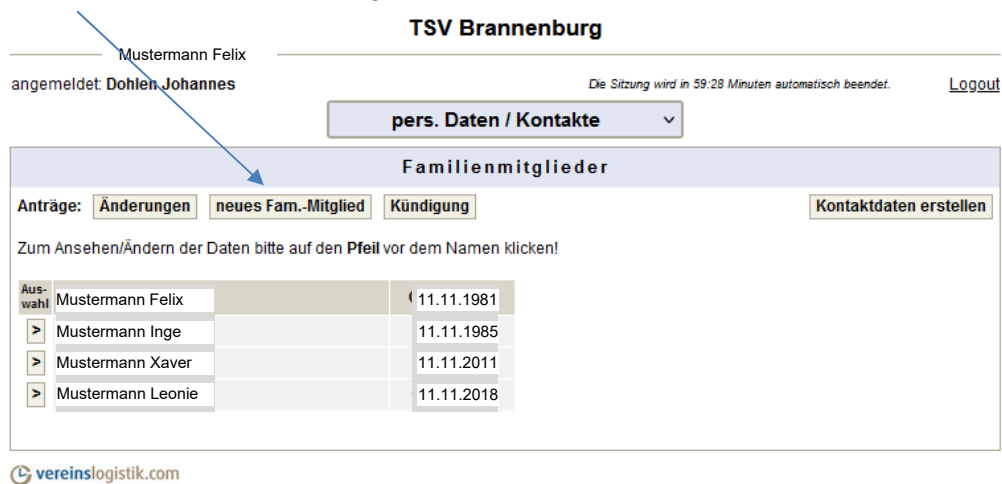 TSV Brannenburg
Mustermann Felix
angemeldet: Dohlen Johannes Die Sitzung wird in 59:28 Minuten automatisch beendet. Logout
pers. Daten / Kontakte
Familienmitglieder
Anträge: Änderungen neues Fam.-Mitglied Kündigung Kontaktdaten erstellen
Zum Ansehen/Ändern der Daten bitte auf den Pfeil vor dem Namen klicken!
Aus-
wahl Mustermann Felix 11.11.1981
> Mustermann Inge 11.11.1985
> Mustermann Xaver 11.11.2011
> Mustermann Leonie 11.11.2018
vereinslogistik.com